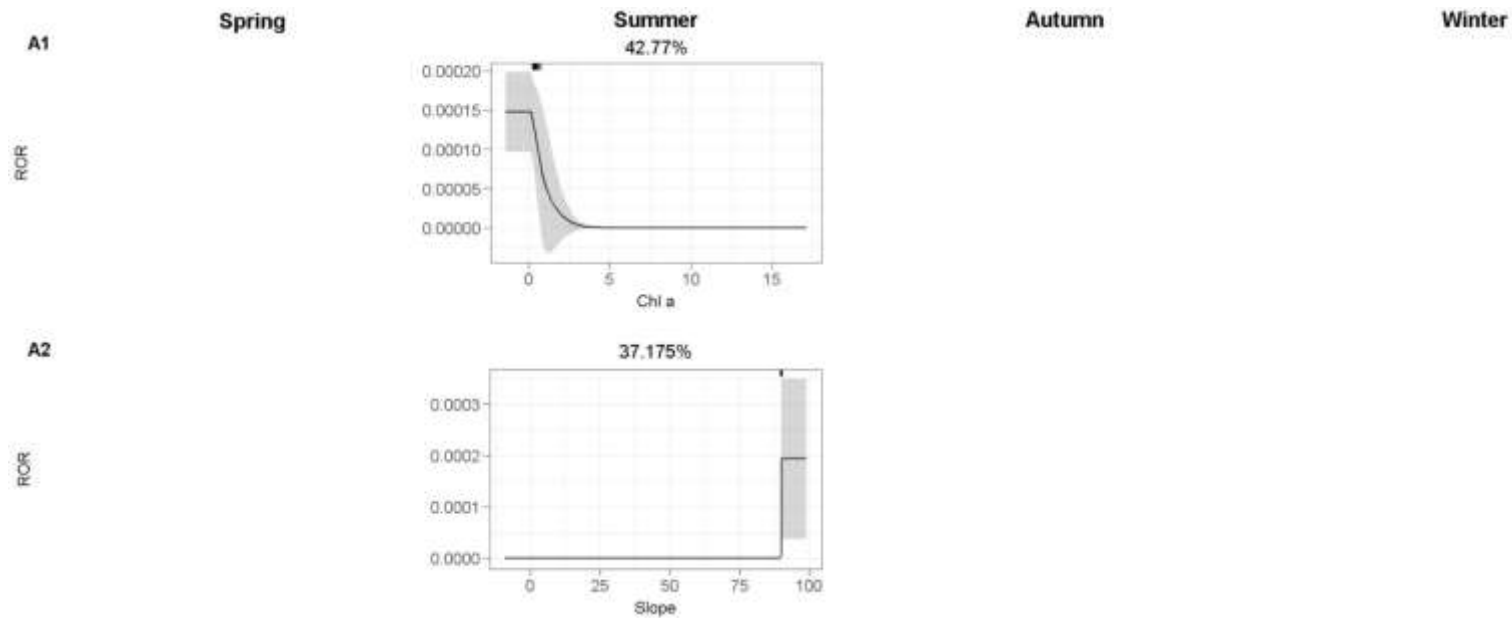 Spring Summer Autumn Winter
A1 42.77%
ROR
0.00020
0.00015
0.00010
0.00005
0.00000
0 5 10 15
Chl a
A2 37.175%
ROR
0.0003
0.0002
0.0001
0.0000
0 25 50 75 100
Slope